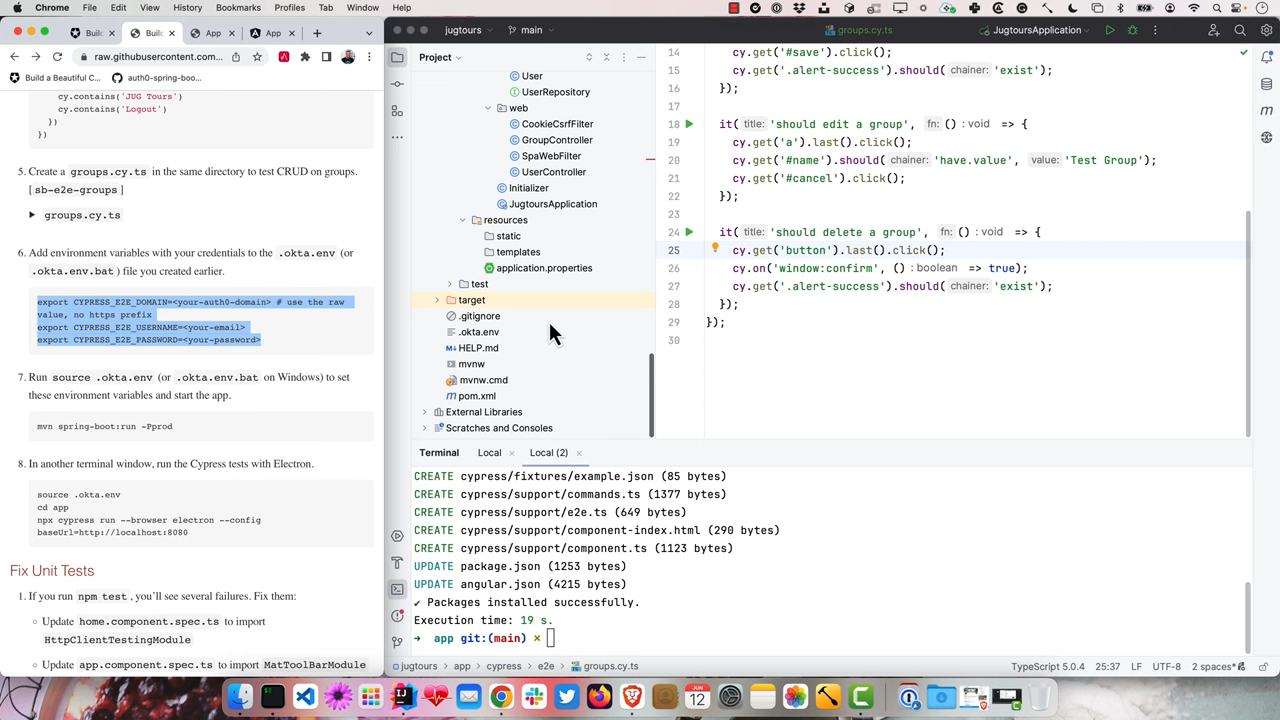 Chrome File Edit View History Bookmarks Profiles Tab Window Help
Buil
Buil
App
App
raw.githubusercontent.com...
Build a Beautiful C...
auth0-spring-boo...
cy.contains('JUG Tours')
cy.contains('Logout')
})
})
5. Create a groups.cy.ts in the same directory to test CRUD on groups.
[sb-e2e-groups]
groups.cy.ts
6. Add environment variables with your credentials to the .okta.env (or
.okta.env.bat) file you created earlier.
export CYPRESS_E2E_DOMAIN=<your-auth0-domain> # use the raw
value, no https prefix
export CYPRESS_E2E_USERNAME=<your-email>
export CYPRESS_E2E_PASSWORD=<your-password>
7. Run source .okta.env (or .okta.env.bat on Windows) to set
these environment variables and start the app.
mvn spring-boot:run -Pprod
8. In another terminal window, run the Cypress tests with Electron.
source .okta.env
cd app
npx cypress run --browser electron --config
baseUrl=http://localhost:8080
Fix Unit Tests
1. If you run npm test, you'll see several failures. Fix them:
Update home.component.spec.ts to import
HttpClientTestingModule
Update app.component.spec.ts to import MatToolBarModule
jugtours main groups.cy.ts JugtoursApplication
Project
User
UserRepository
web
CookieCsrfFilter
GroupController
SpaWebFilter
UserController
Initializer
JugtoursApplication
resources
static
templates
application.properties
test
target
.gitignore
.okta.env
HELP.md
mvnw
mvnw.cmd
pom.xml
External Libraries
Scratches and Consoles
14 cy.get('#save').click();
15 cy.get('.alert-success').should( chainer: 'exist');
16 });
17
18 it( title: 'should edit a group', fn: () : void => {
19 cy.get('a').last().click();
20 cy.get('#name').should( chainer: 'have.value', value: 'Test Group');
21 cy.get('#cancel').click();
22 });
23
24 it( title: 'should delete a group', fn: () : void => {
25 cy.get('button').last().click();
26 cy.on('window:confirm', () : boolean => true);
27 cy.get('.alert-success').should( chainer: 'exist');
28 });
29 });
30
Terminal Local × Local (2) ×
CREATE cypress/fixtures/example.json (85 bytes)
CREATE cypress/support/commands.ts (1377 bytes)
CREATE cypress/support/e2e.ts (649 bytes)
CREATE cypress/support/component-index.html (290 bytes)
CREATE cypress/support/component.ts (1123 bytes)
UPDATE package.json (1253 bytes)
UPDATE angular.json (4215 bytes)
✔ Packages installed successfully.
Execution time: 19 s.
➜ app git:(main) ✗
jugtours > app > cypress > e2e > groups.cy.ts
TypeScript 5.0.4 25:37 LF UTF-8 2 spaces*
JUN
12